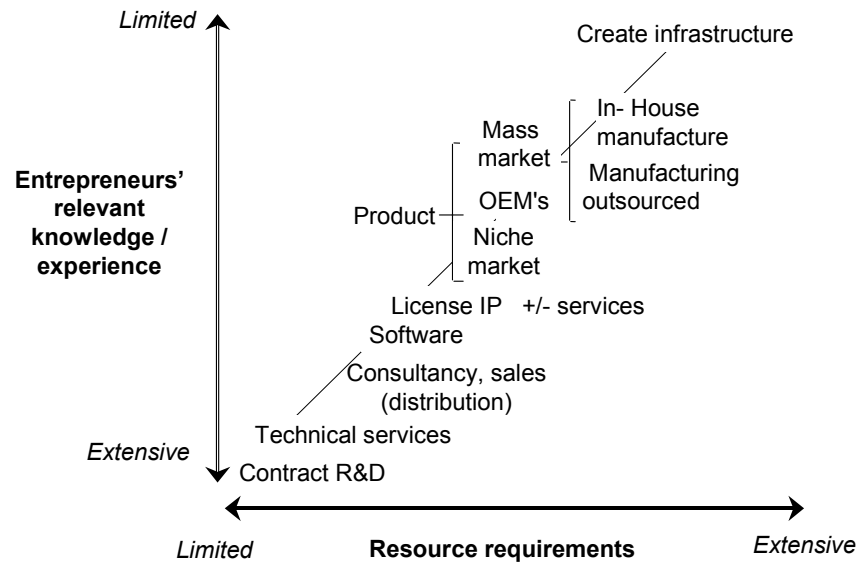 Limited
Create infrastructure
In- House
manufacture
Mass
market
Manufacturing
outsourced
Entrepreneurs’
relevant
knowledge /
experience
Product
OEM's
Niche
market
License IP +/- services
Software
Consultancy, sales
(distribution)
Technical services
Extensive
Contract R&D
Limited
Resource requirements
Extensive